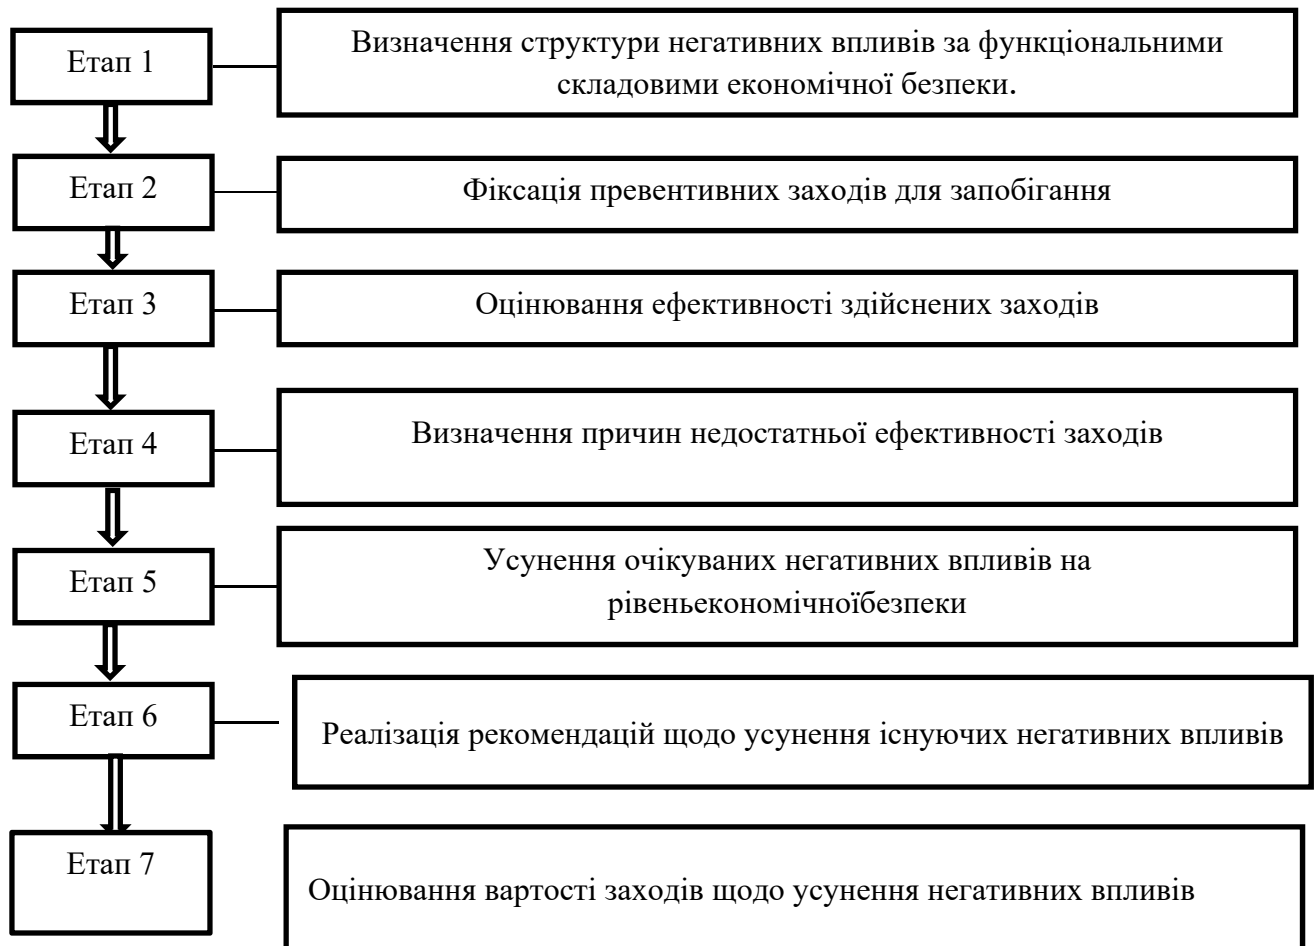 Етап 1
Визначення структури негативних впливів за функціональними
складовими економічної безпеки.
Етап 2
Фіксація превентивних заходів для запобігання
Етап 3
Оцінювання ефективності здійснених заходів
Етап 4
Визначення причин недостатньої ефективності заходів
Етап 5
Усунення очікуваних негативних впливів на
рівеньекономічноїбезпеки
Етап 6
Реалізація рекомендацій щодо усунення існуючих негативних впливів
Етап 7
Оцінювання вартості заходів щодо усунення негативних впливів